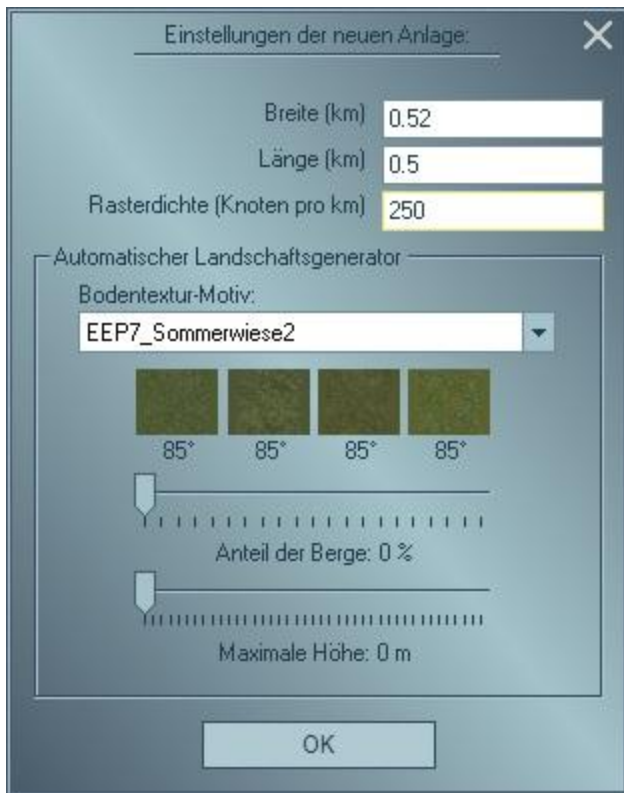 Einstellungen der neuen Anlage:
Breite (km) 0.52
Länge (km) 0.5
Rasterdichte (Knoten pro km) 250
Automatischer Landschaftsgenerator
Bodentextur-Motiv:
EEP7_Sommerwiese2
85° 85° 85° 85°
Anteil der Berge: 0 %
Maximale Höhe: 0 m
OK